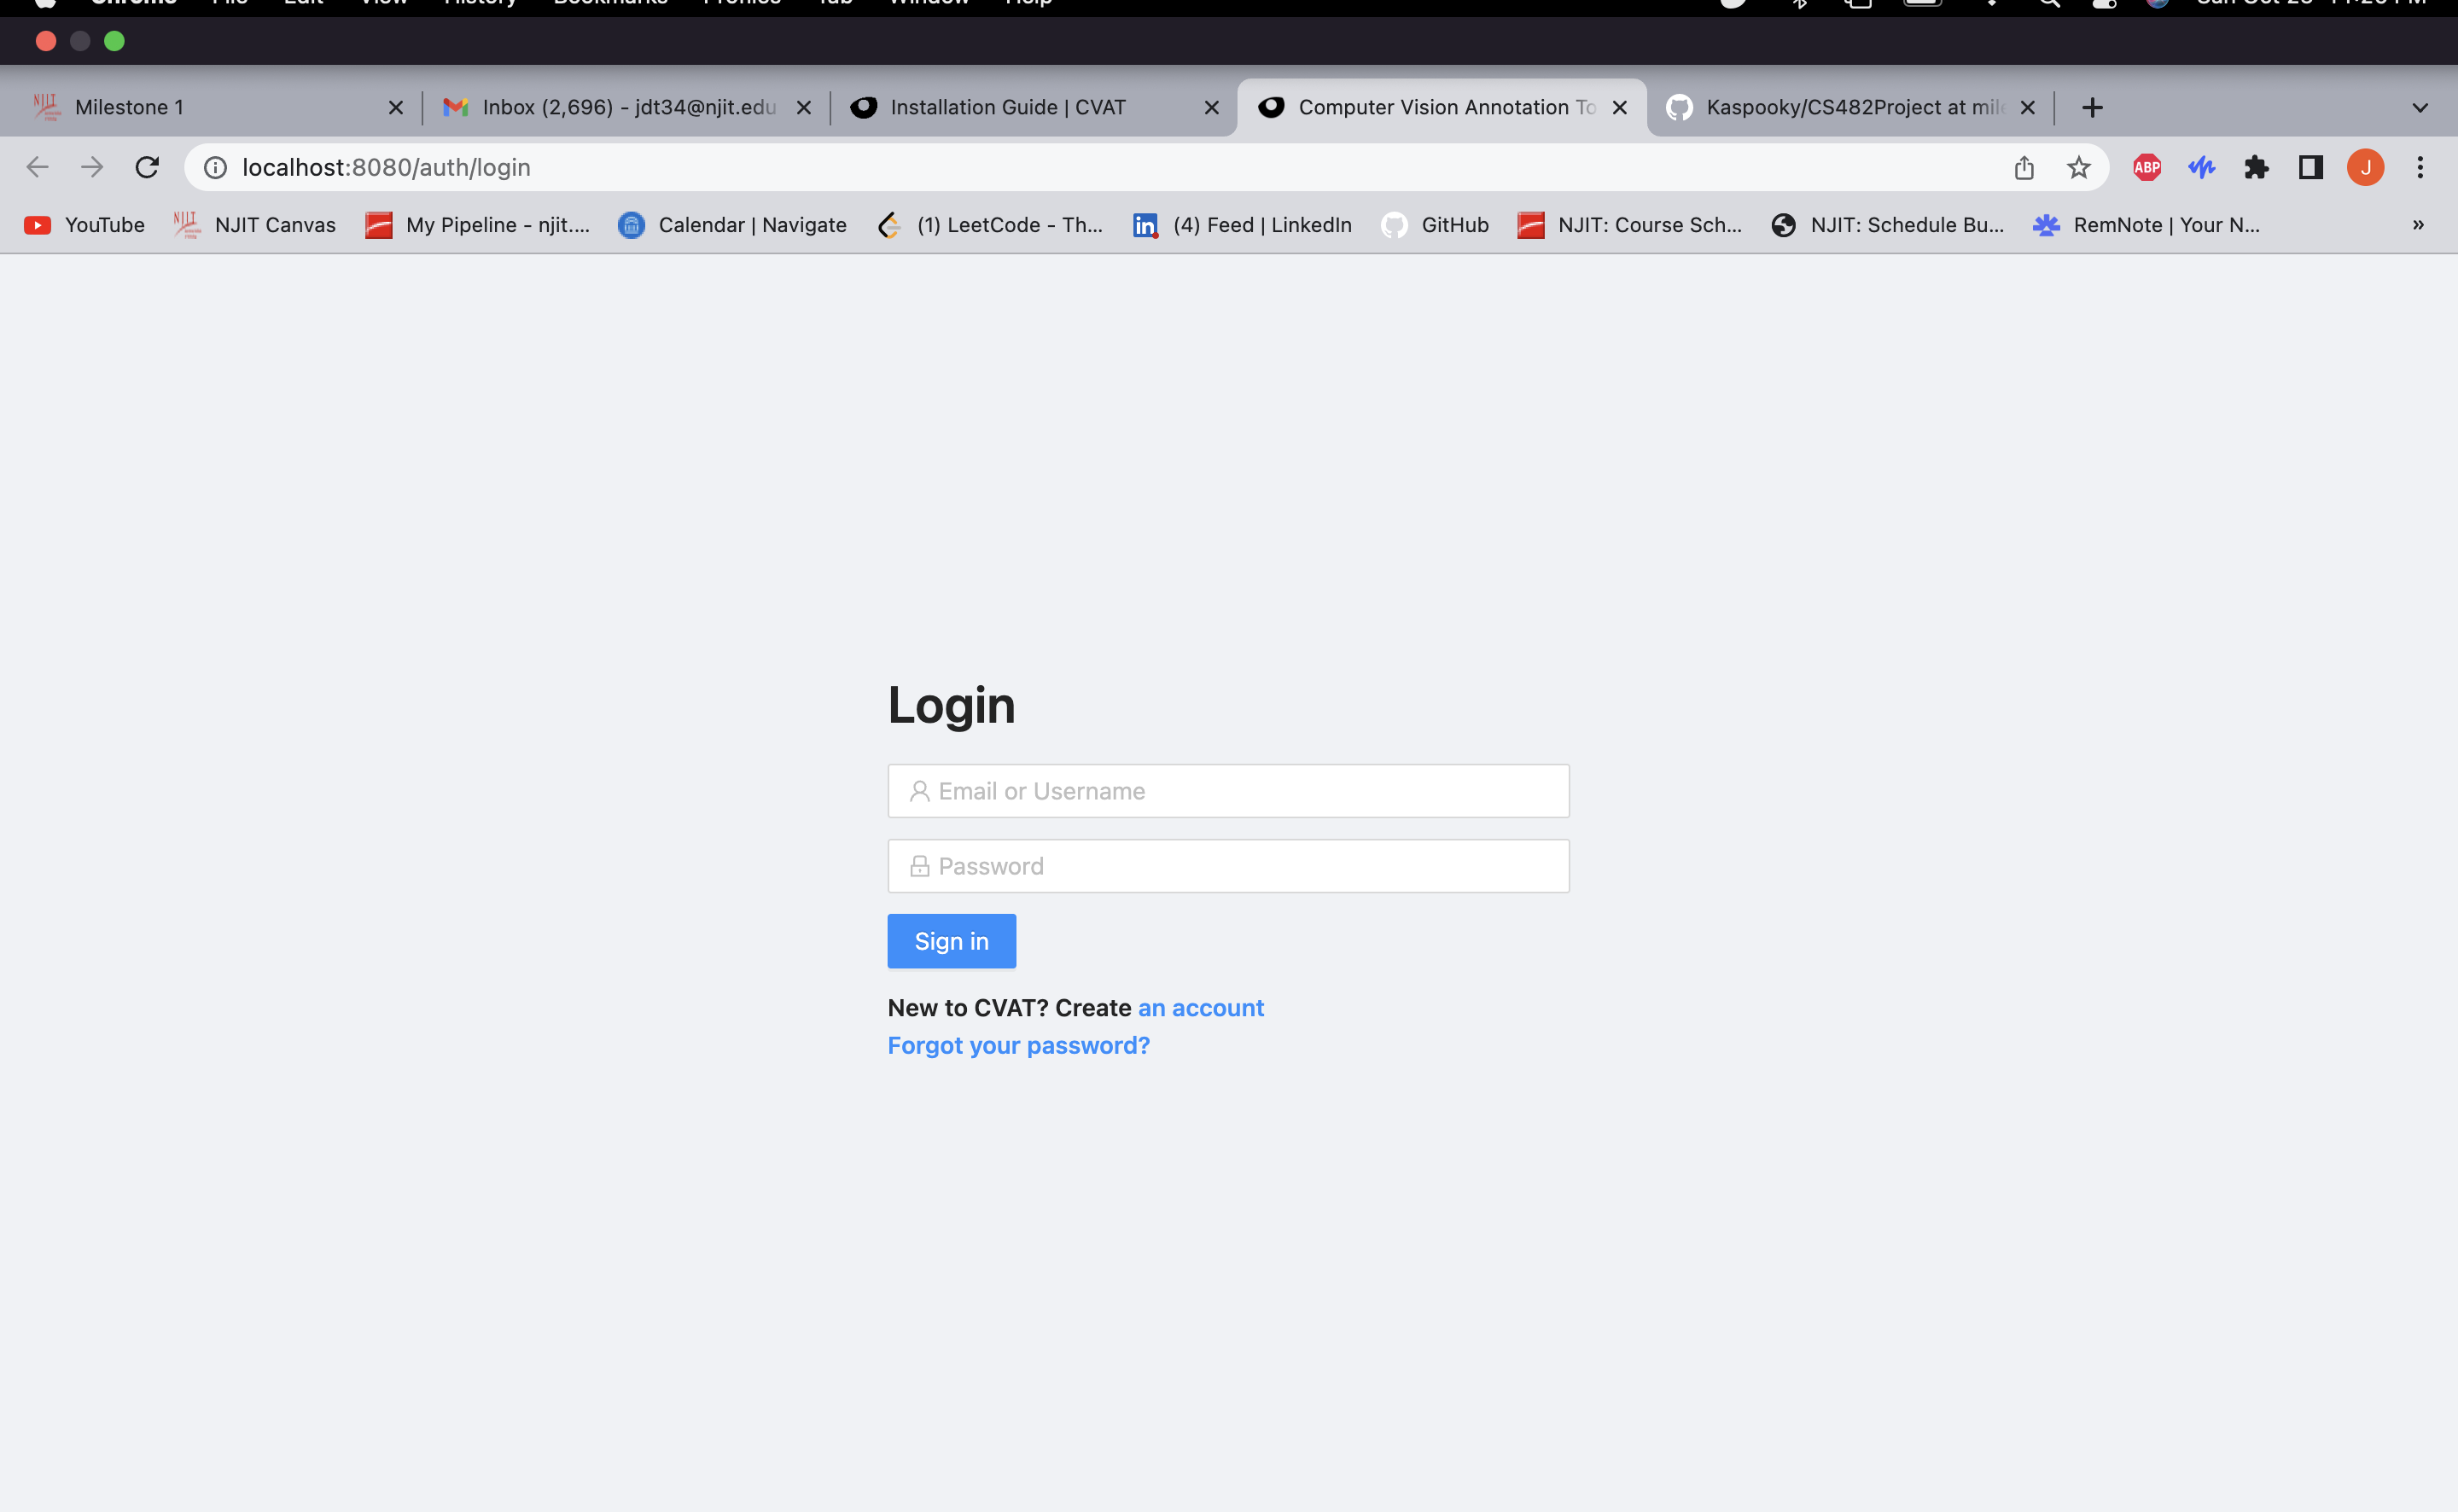 Chrome File Edit View History Bookmarks Profiles Tab Window Help
Milestone 1 Inbox (2,696) - jdt34@njit.edu Installation Guide | CVAT Computer Vision Annotation To Kaspooky/CS482Project at mile
localhost:8080/auth/login ABP J
YouTube NJIT Canvas My Pipeline - njit.... Calendar | Navigate (1) LeetCode - Th... (4) Feed | LinkedIn GitHub NJIT: Course Sch... NJIT: Schedule Bu... RemNote | Your N... »
Login
Email or Username
Password
Sign in
New to CVAT? Create an account
Forgot your password?